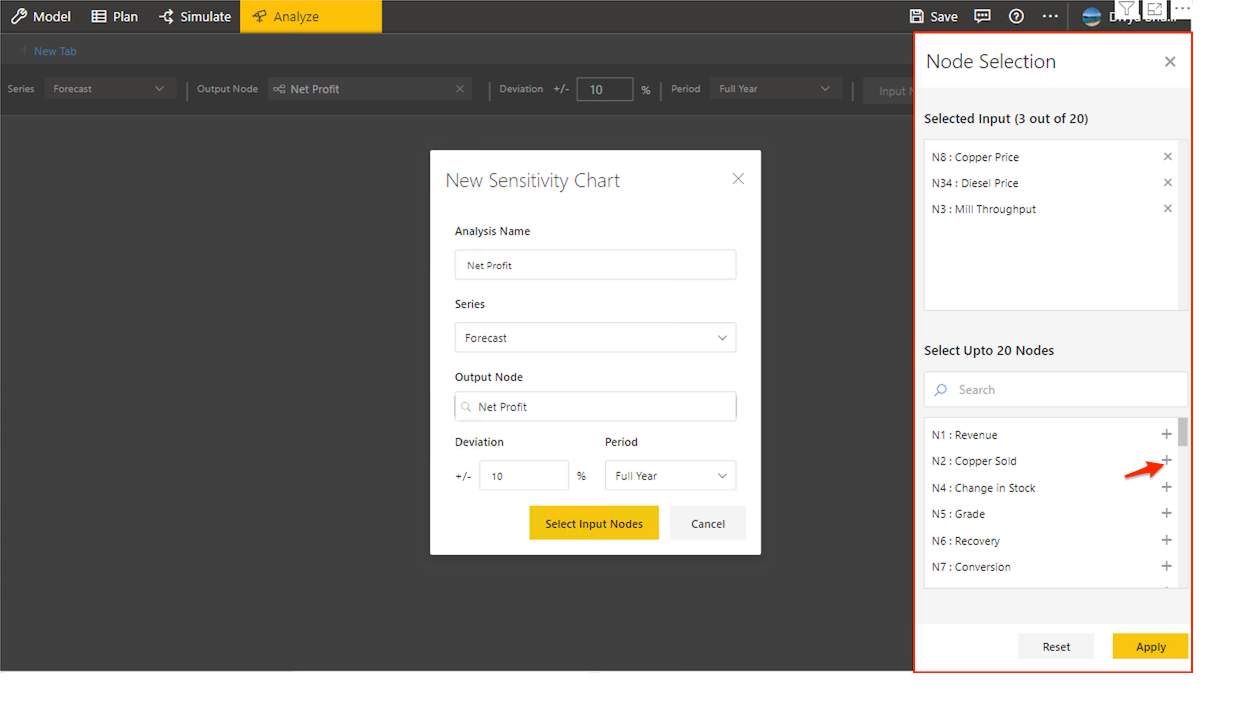 Model Plan Simulate Analyze Save
+ New Tab
Series Forecast Output Node Net Profit Deviation +/- 10 % Period Full Year Input
Node Selection
Selected Input (3 out of 20)
N8 : Copper Price
N34 : Diesel Price
N3 : Mill Throughput
Select Upto 20 Nodes
Search
N1 : Revenue
N2 : Copper Sold
N4 : Change in Stock
N5 : Grade
N6 : Recovery
N7 : Conversion
Reset Apply
New Sensitivity Chart
Analysis Name
Net Profit
Series
Forecast
Output Node
Net Profit
Deviation Period
+/- 10 % Full Year
Select Input Nodes Cancel